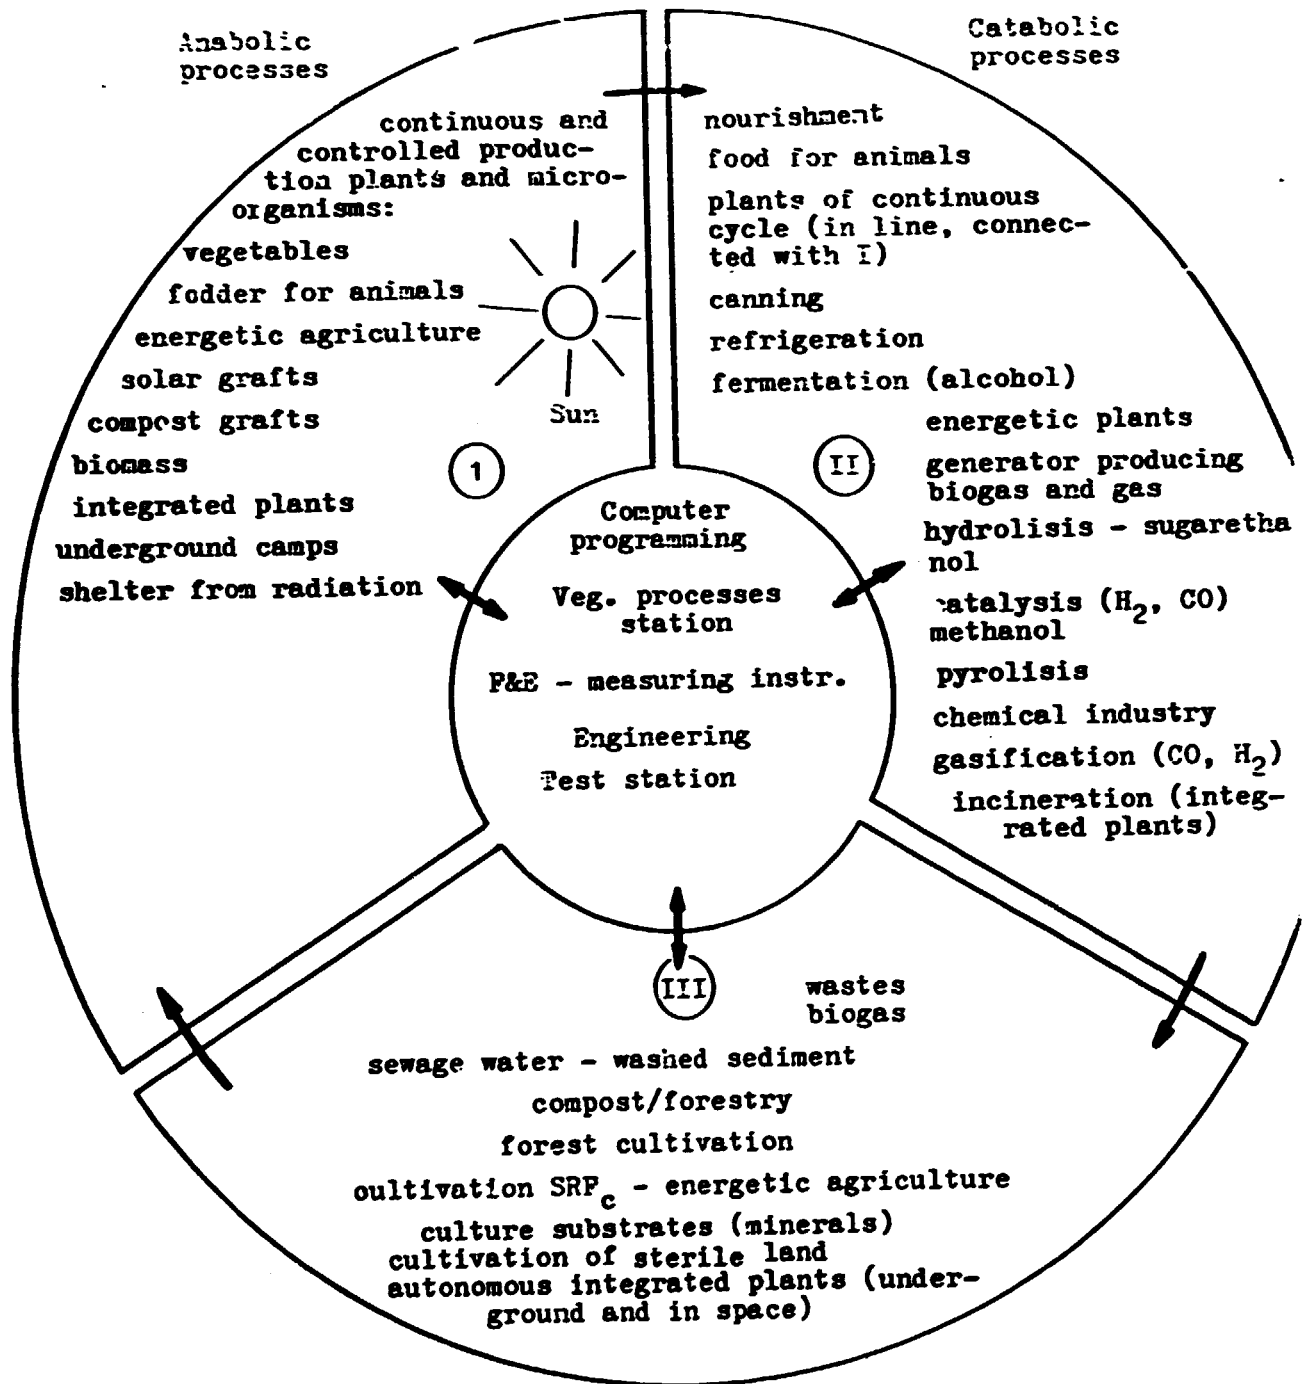 Anabolic
processes
Catabolic
processes
continuous and
controlled produc-
tion plants and micro-
organisms:
vegetables
fodder for animals
energetic agriculture
solar grafts
compost grafts
biomass
integrated plants
underground camps
shelter from radiation
Sun
1
nourishment
food for animals
plants of continuous
cycle (in line, connec-
ted with I)
canning
refrigeration
fermentation (alcohol)
II
energetic plants
generator producing
biogas and gas
hydrolisis - sugaretha
nol
catalysis (H₂, CO)
methanol
pyrolisis
chemical industry
gasification (CO, H₂)
incineration (integ-
rated plants)
Computer
programming
Veg. processes
station
P&E - measuring instr.
Engineering
Test station
III
wastes
biogas
sewage water - washed sediment
compost/forestry
forest cultivation
oultivation SRP_c - energetic agriculture
culture substrates (minerals)
cultivation of sterile land
autonomous integrated plants (under-
ground and in space)